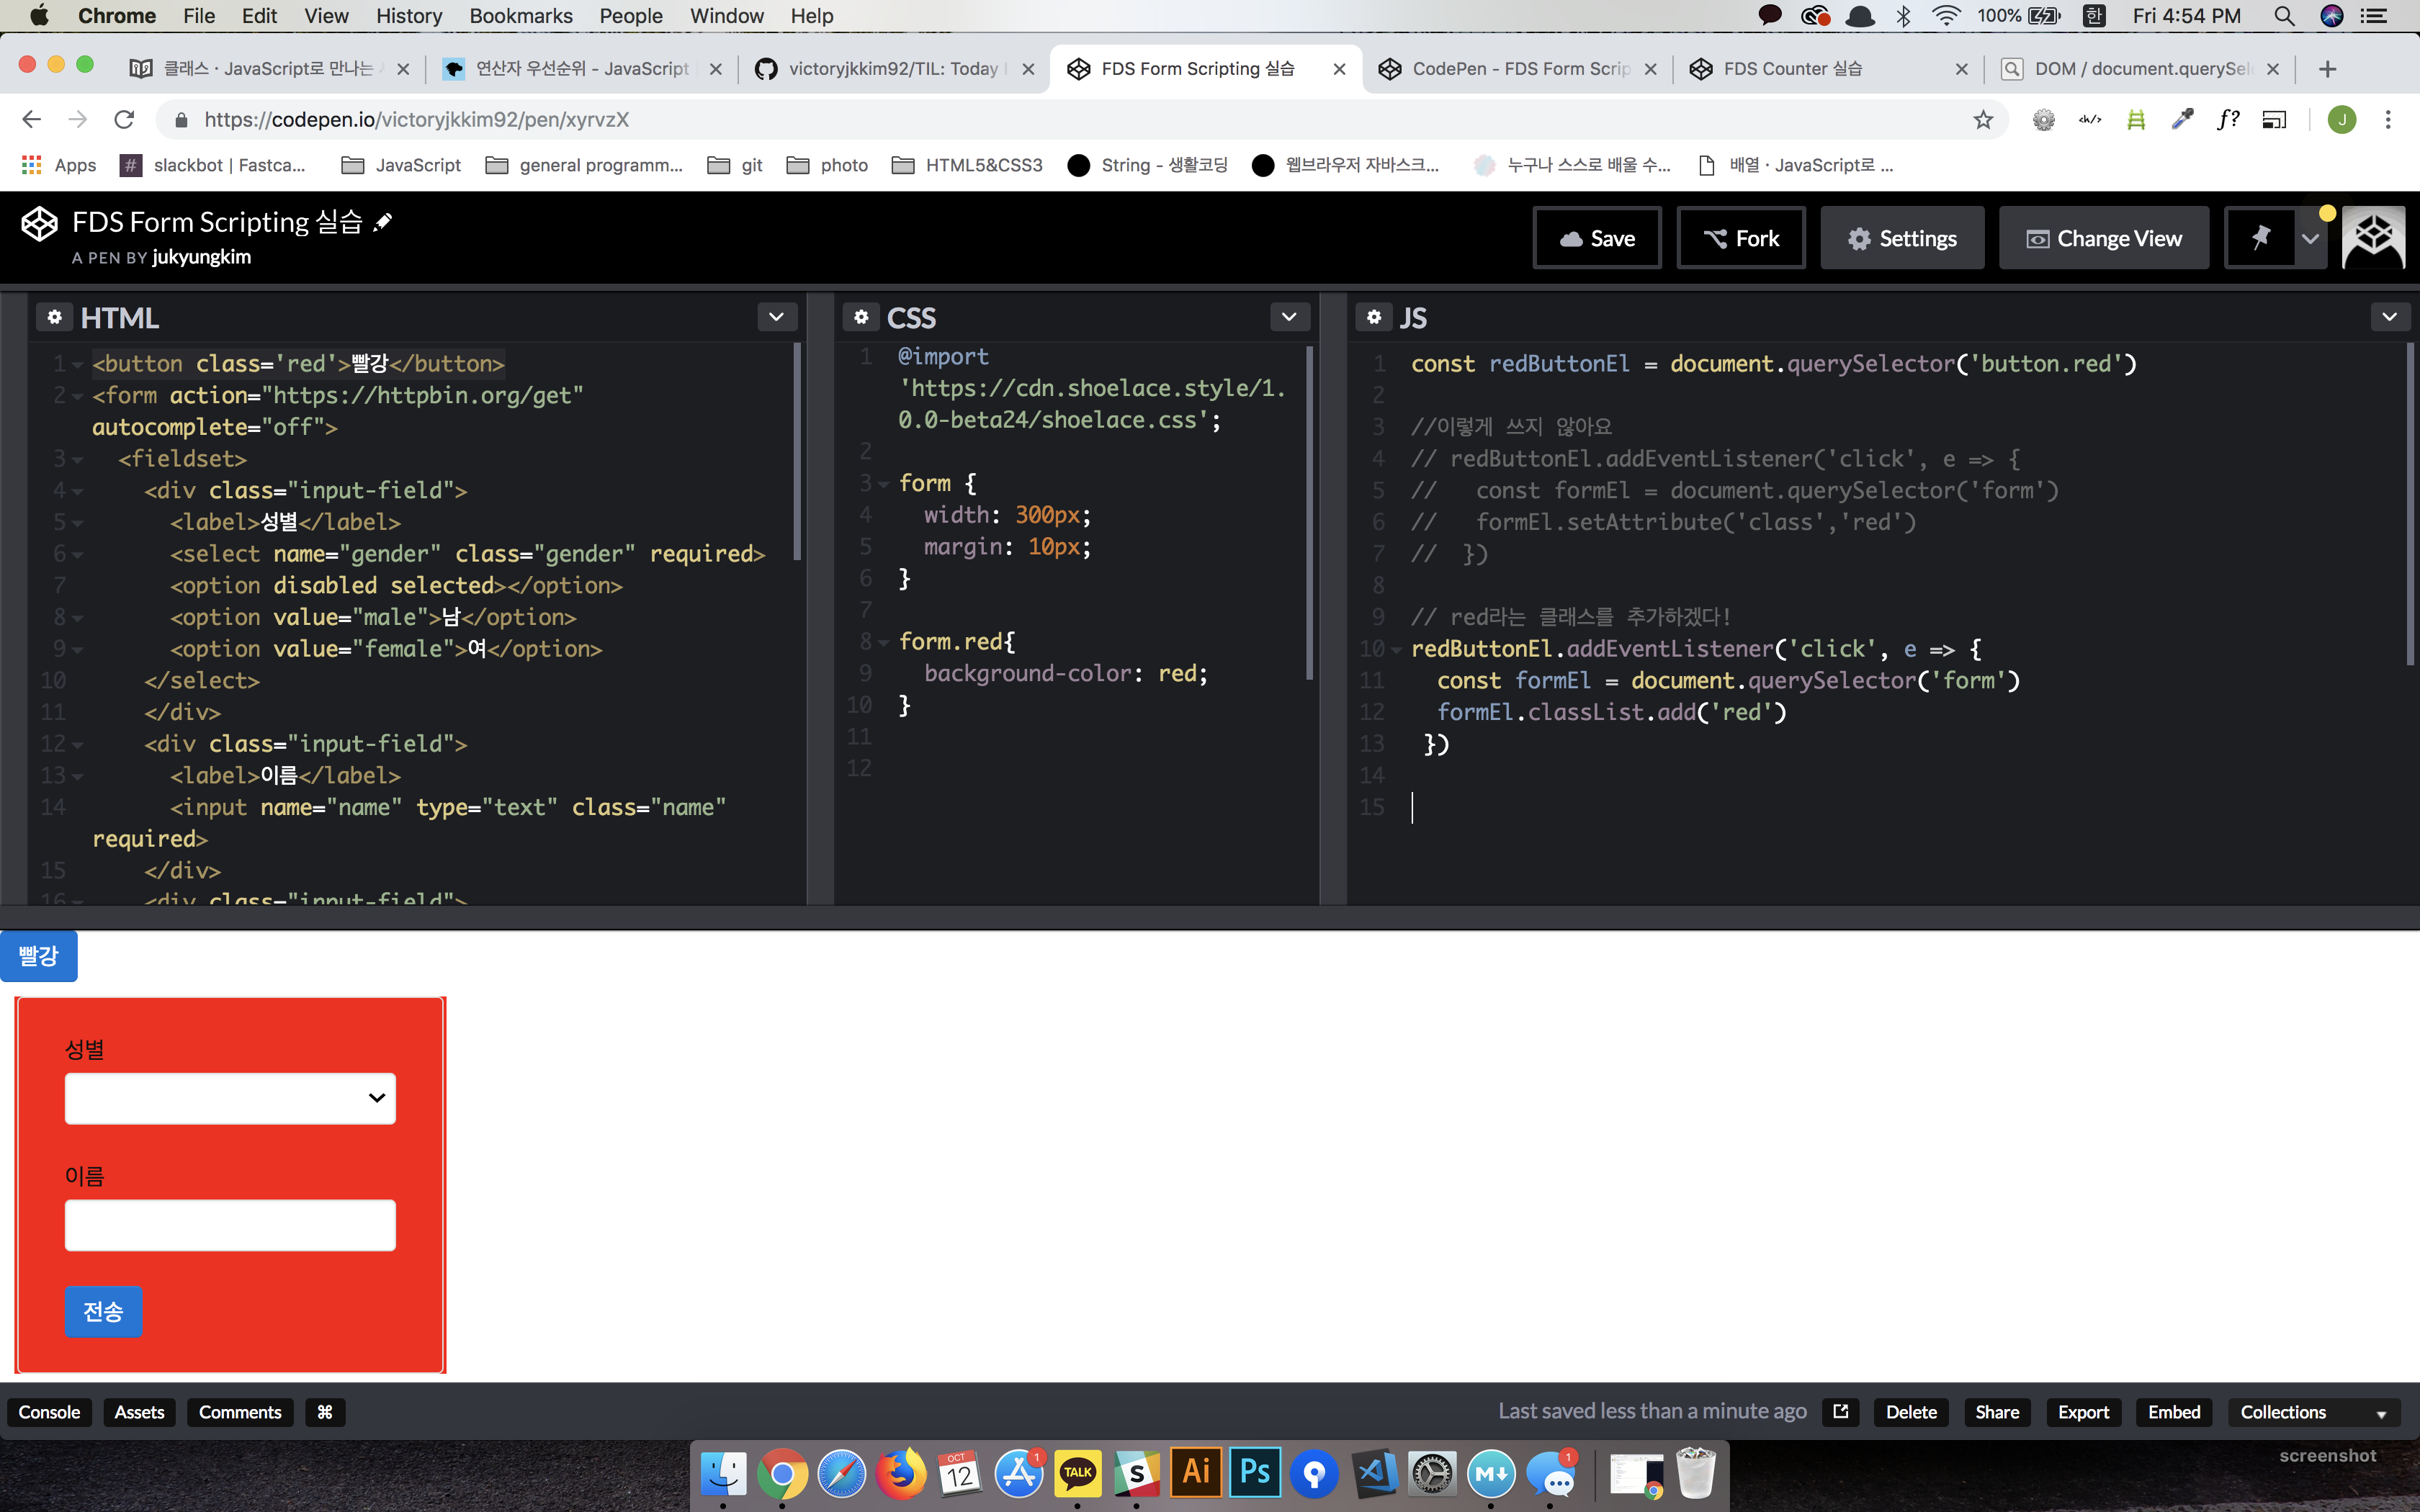 Chrome File Edit View History Bookmarks People Window Help 100% 한 Fri 4:54 PM
클래스 · JavaScript로 만나는
연산자 우선순위 - JavaScript
victoryjkkim92/TIL: Today
FDS Form Scripting 실습
CodePen - FDS Form Scrip
FDS Counter 실습
DOM / document.querySel
https://codepen.io/victoryjkkim92/pen/xyrvzX
</>
f?
J
Apps
# slackbot | Fastca...
JavaScript
general programm...
git
photo
HTML5&CSS3
String - 생활코딩
웹브라우저 자바스크...
누구나 스스로 배울 수...
배열 · JavaScript로 ...
FDS Form Scripting 실습
A PEN BY jukyungkim
Save
Fork
Settings
Change View
HTML
1 <button class='red'>빨강</button>
2 <form action="https://httpbin.org/get"
autocomplete="off">
3 <fieldset>
4 <div class="input-field">
5 <label>성별</label>
6 <select name="gender" class="gender" required>
7 <option disabled selected></option>
8 <option value="male">남</option>
9 <option value="female">여</option>
10 </select>
11 </div>
12 <div class="input-field">
13 <label>이름</label>
14 <input name="name" type="text" class="name"
required>
15 </div>
16 <div class="input-field">
CSS
1 @import
'https://cdn.shoelace.style/1.
0.0-beta24/shoelace.css';
2
3 form {
4 width: 300px;
5 margin: 10px;
6 }
7
8 form.red{
9 background-color: red;
10 }
11
12
JS
1 const redButtonEl = document.querySelector('button.red')
2
3 //이렇게 쓰지 않아요
4 // redButtonEl.addEventListener('click', e => {
5 // const formEl = document.querySelector('form')
6 // formEl.setAttribute('class','red')
7 // })
8
9 // red라는 클래스를 추가하겠다!
10 redButtonEl.addEventListener('click', e => {
11 const formEl = document.querySelector('form')
12 formEl.classList.add('red')
13 })
14
15
빨강
성별
이름
전송
Console Assets Comments ⌘ Last saved less than a minute ago Delete Share Export Embed Collections
OCT
12
1
TALK
S
Ai
Ps
M↓
1
screenshot